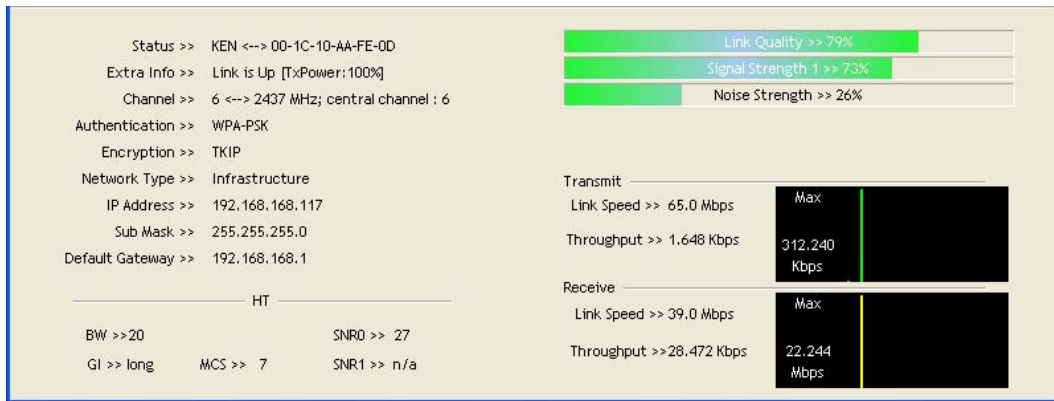 Status >> KEN <--> 00-1C-10-AA-FE-0D
Extra Info >> Link is Up [TxPower:100%]
Channel >> 6 <--> 2437 MHz; central channel : 6
Authentication >> WPA-PSK
Encryption >> TKIP
Network Type >> Infrastructure
IP Address >> 192.168.168.117
Sub Mask >> 255.255.255.0
Default Gateway >> 192.168.168.1
HT
BW >>20 SNR0 >> 27
GI >> long MCS >> 7 SNR1 >> n/a
Link Quality >> 79%
Signal Strength 1 >> 73%
Noise Strength >> 26%
Transmit
Link Speed >> 65.0 Mbps
Throughput >> 1.648 Kbps
Max
312.240
Kbps
Receive
Link Speed >> 39.0 Mbps
Throughput >>28.472 Kbps
Max
22.244
Mbps